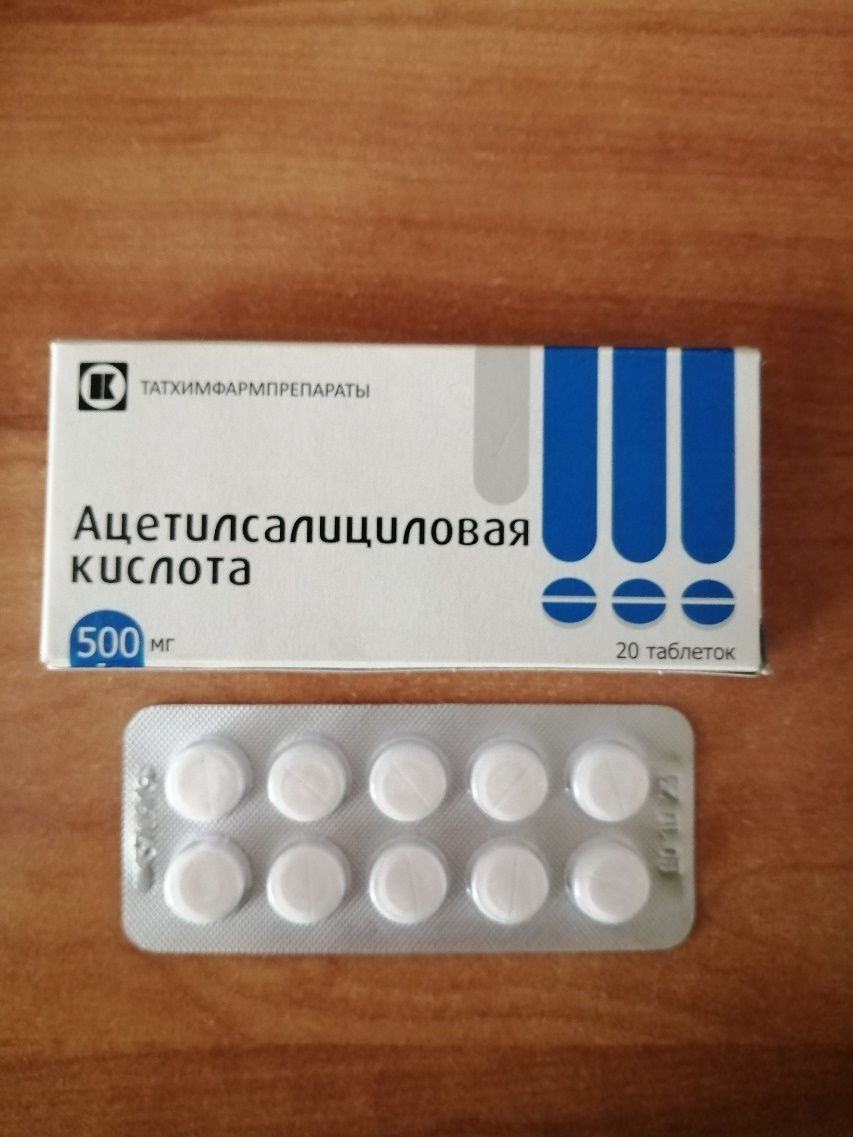 ТАТХИМФАРМПРЕПАРАТЫ
Ацетилсалициловая
кислота
500 мг
20 таблеток